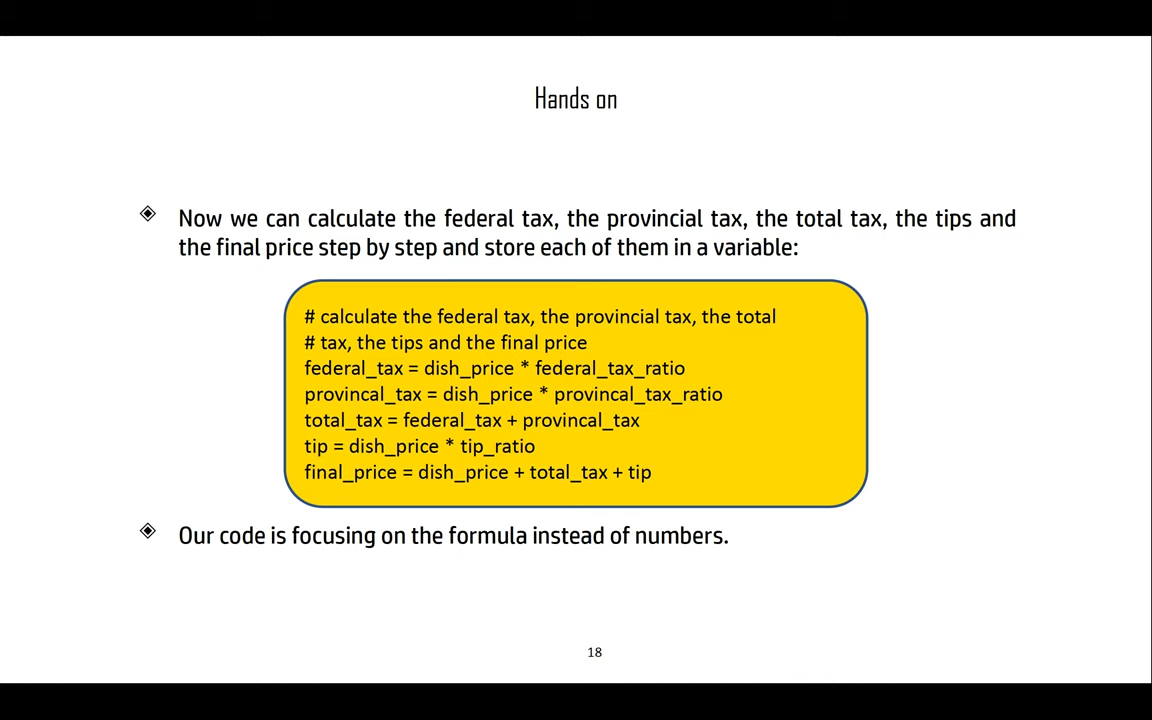 Hands on
Now we can calculate the federal tax, the provincial tax, the total tax, the tips and
the final price step by step and store each of them in a variable:
# calculate the federal tax, the provincial tax, the total
# tax, the tips and the final price
federal_tax = dish_price * federal_tax_ratio
provincal_tax = dish_price * provincal_tax_ratio
total_tax = federal_tax + provincal_tax
tip = dish_price * tip_ratio
final_price = dish_price + total_tax + tip
Our code is focusing on the formula instead of numbers.
18